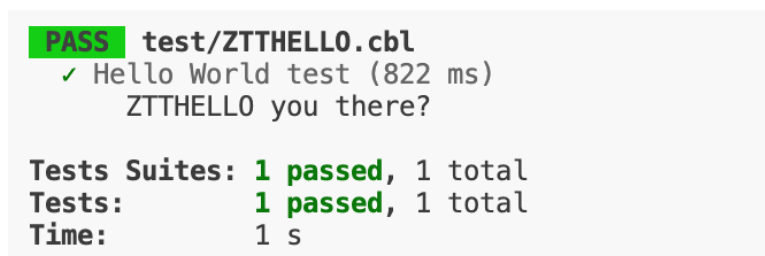 PASS test/ZTTHELLO.cbl
✓ Hello World test (822 ms)
ZTTHELLO you there?
Tests Suites: 1 passed, 1 total
Tests: 1 passed, 1 total
Time: 1 s